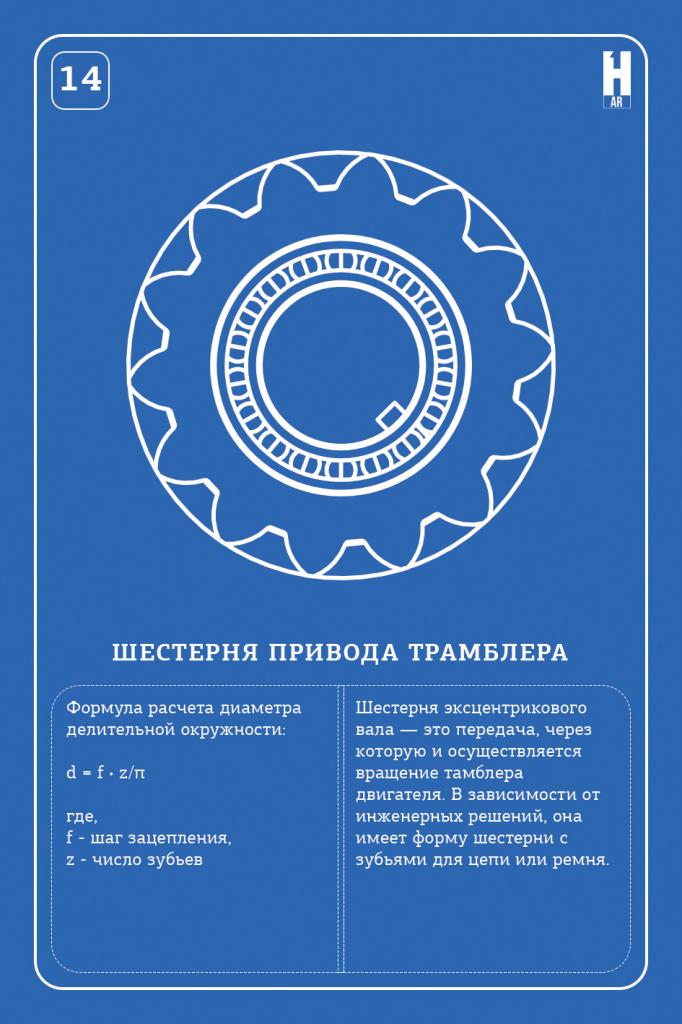 14
H
AR
ШЕСТЕРНЯ ПРИВОДА ТРАМБЛЕРА
Формула расчета диаметра
делительной окружности:
d = f · z/π
где,
f - шаг зацепления,
z - число зубьев
Шестерня эксцентрикового
вала — это передача, через
которую и осуществляется
вращение тамблера
двигателя. В зависимости от
инженерных решений, она
имеет форму шестерни с
зубьями для цепи или ремня.